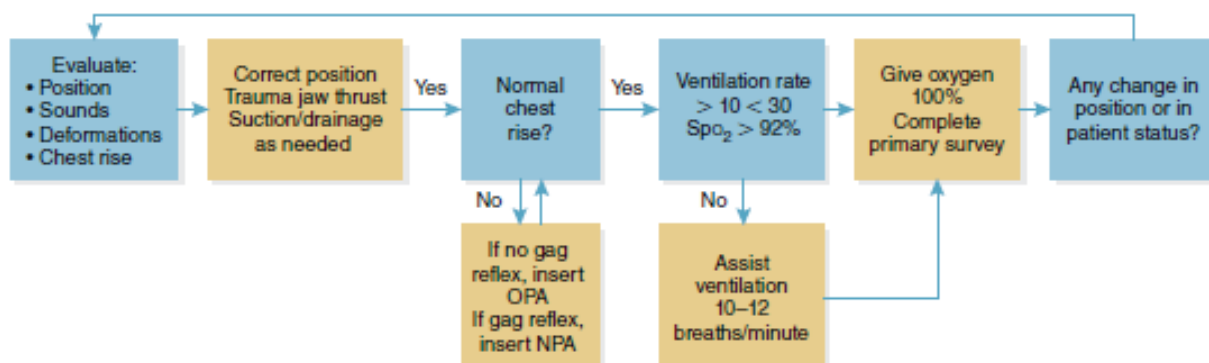 Evaluate:
• Position
• Sounds
• Deformations
• Chest rise
Correct position
Trauma jaw thrust
Suction/drainage
as needed
Yes
Normal
chest
rise?
Yes
Ventilation rate
> 10 < 30
Spo₂ > 92%
Give oxygen
100%
Complete
primary survey
Any change in
position or in
patient status?
No
If no gag
reflex, insert
OPA
If gag reflex,
insert NPA
No
Assist
ventilation
10–12
breaths/minute